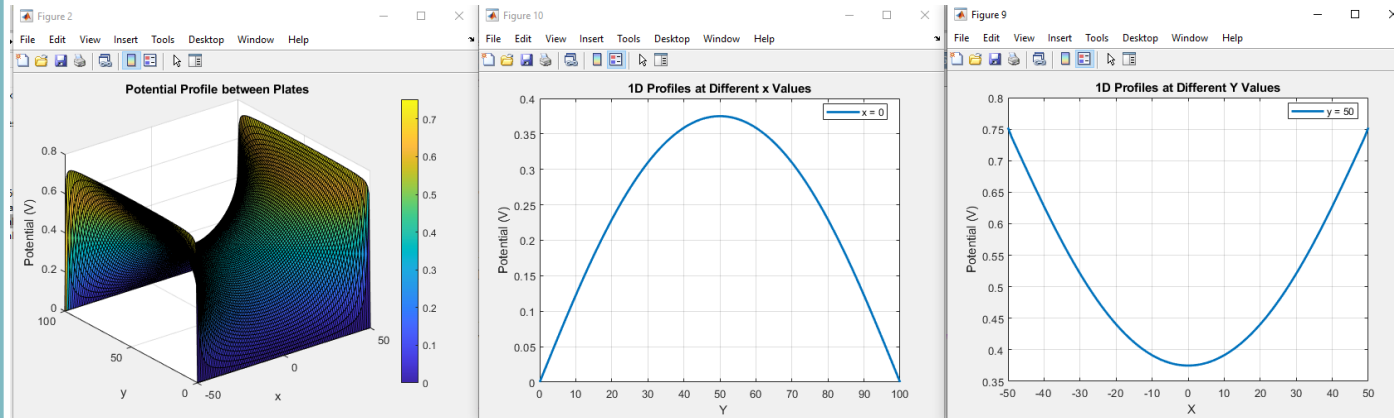 Figure 2
File Edit View Insert Tools Desktop Window Help
Potential Profile between Plates
0.8
0.6
0.4
0.2
0
Potential (V)
100
50
0
y
-50
0
50
x
0.7
0.6
0.5
0.4
0.3
0.2
0.1
0
Figure 10
File Edit View Insert Tools Desktop Window Help
1D Profiles at Different x Values
x = 0
0.4
0.35
0.3
0.25
0.2
0.15
0.1
0.05
0
Potential (V)
0 10 20 30 40 50 60 70 80 90 100
Y
Figure 9
File Edit View Insert Tools Desktop Window Help
1D Profiles at Different Y Values
y = 50
0.8
0.75
0.7
0.65
0.6
0.55
0.5
0.45
0.4
0.35
Potential (V)
-50 -40 -30 -20 -10 0 10 20 30 40 50
X